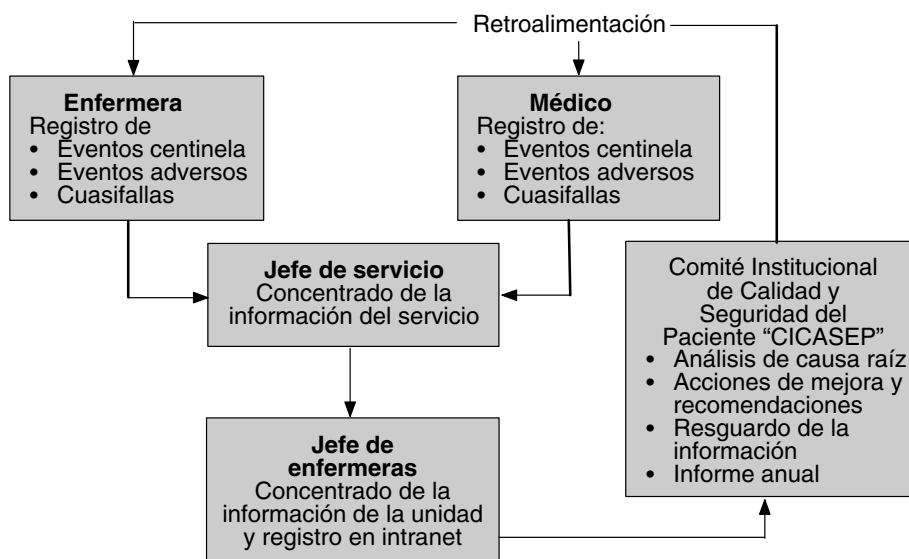 Retroalimentación
Enfermera
Registro de
• Eventos centinela
• Eventos adversos
• Cuasifallas
Médico
Registro de:
• Eventos centinela
• Eventos adversos
• Cuasifallas
Jefe de servicio
Concentrado de la
información del servicio
Comité Institucional
de Calidad y
Seguridad del
Paciente “CICASEP”
• Análisis de causa raíz
• Acciones de mejora y
recomendaciones
• Resguardo de la
información
• Informe anual
Jefe de
enfermeras
Concentrado de la
información de la unidad
y registro en intranet